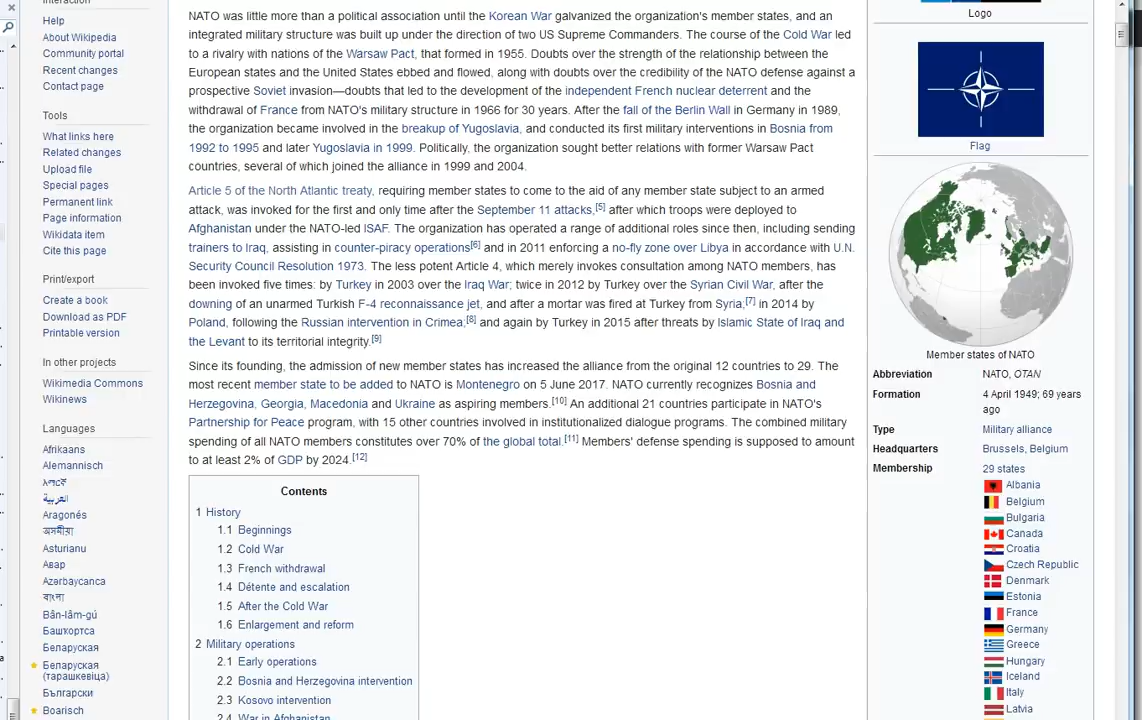 Interaction
Help
About Wikipedia
Community portal
Recent changes
Contact page
Tools
What links here
Related changes
Upload file
Special pages
Permanent link
Page information
Wikidata item
Cite this page
Print/export
Create a book
Download as PDF
Printable version
In other projects
Wikimedia Commons
Wikinews
Languages
Afrikaans
Alemannisch
አማርኛ
العربية
Aragonés
অসমীয়া
Asturianu
Авар
Azərbaycanca
বাংলা
Bân-lâm-gú
Башҡортса
Беларуская
Беларуская
(тарашкевіца)
Български
Boarisch
NATO was little more than a political association until the Korean War galvanized the organization's member states, and an
integrated military structure was built up under the direction of two US Supreme Commanders. The course of the Cold War led
to a rivalry with nations of the Warsaw Pact, that formed in 1955. Doubts over the strength of the relationship between the
European states and the United States ebbed and flowed, along with doubts over the credibility of the NATO defense against a
prospective Soviet invasion—doubts that led to the development of the independent French nuclear deterrent and the
withdrawal of France from NATO's military structure in 1966 for 30 years. After the fall of the Berlin Wall in Germany in 1989,
the organization became involved in the breakup of Yugoslavia, and conducted its first military interventions in Bosnia from
1992 to 1995 and later Yugoslavia in 1999. Politically, the organization sought better relations with former Warsaw Pact
countries, several of which joined the alliance in 1999 and 2004.
Article 5 of the North Atlantic treaty, requiring member states to come to the aid of any member state subject to an armed
attack, was invoked for the first and only time after the September 11 attacks,[5] after which troops were deployed to
Afghanistan under the NATO-led ISAF. The organization has operated a range of additional roles since then, including sending
trainers to Iraq, assisting in counter-piracy operations[6] and in 2011 enforcing a no-fly zone over Libya in accordance with U.N.
Security Council Resolution 1973. The less potent Article 4, which merely invokes consultation among NATO members, has
been invoked five times: by Turkey in 2003 over the Iraq War; twice in 2012 by Turkey over the Syrian Civil War, after the
downing of an unarmed Turkish F-4 reconnaissance jet, and after a mortar was fired at Turkey from Syria;[7] in 2014 by
Poland, following the Russian intervention in Crimea;[8] and again by Turkey in 2015 after threats by Islamic State of Iraq and
the Levant to its territorial integrity.[9]
Since its founding, the admission of new member states has increased the alliance from the original 12 countries to 29. The
most recent member state to be added to NATO is Montenegro on 5 June 2017. NATO currently recognizes Bosnia and
Herzegovina, Georgia, Macedonia and Ukraine as aspiring members.[10] An additional 21 countries participate in NATO's
Partnership for Peace program, with 15 other countries involved in institutionalized dialogue programs. The combined military
spending of all NATO members constitutes over 70% of the global total.[11] Members' defense spending is supposed to amount
to at least 2% of GDP by 2024.[12]
Contents
1 History
1.1 Beginnings
1.2 Cold War
1.3 French withdrawal
1.4 Détente and escalation
1.5 After the Cold War
1.6 Enlargement and reform
2 Military operations
2.1 Early operations
2.2 Bosnia and Herzegovina intervention
2.3 Kosovo intervention
2.4 War in Afghanistan
Logo
Flag
Member states of NATO
Abbreviation NATO, OTAN
Formation 4 April 1949; 69 years
ago
Type Military alliance
Headquarters Brussels, Belgium
Membership 29 states
Albania
Belgium
Bulgaria
Canada
Croatia
Czech Republic
Denmark
Estonia
France
Germany
Greece
Hungary
Iceland
Italy
Latvia